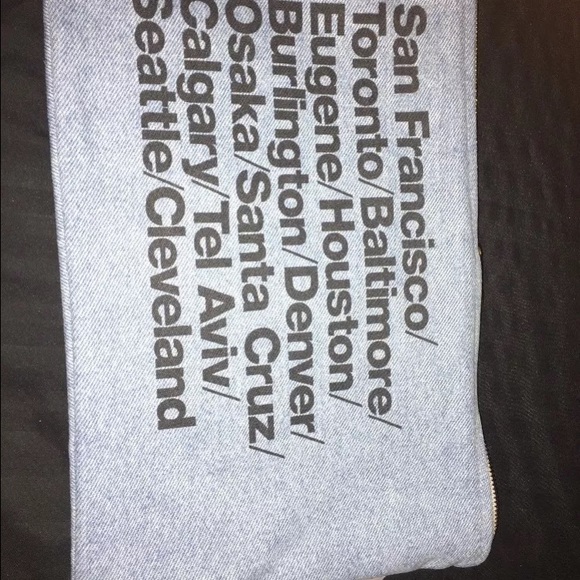 San Francisco/
Toronto/Baltimore/
Eugene/Houston/
Burlington/Denver/
Osaka/Santa Cruz/
Calgary/Tel Aviv/
Seattle/Cleveland